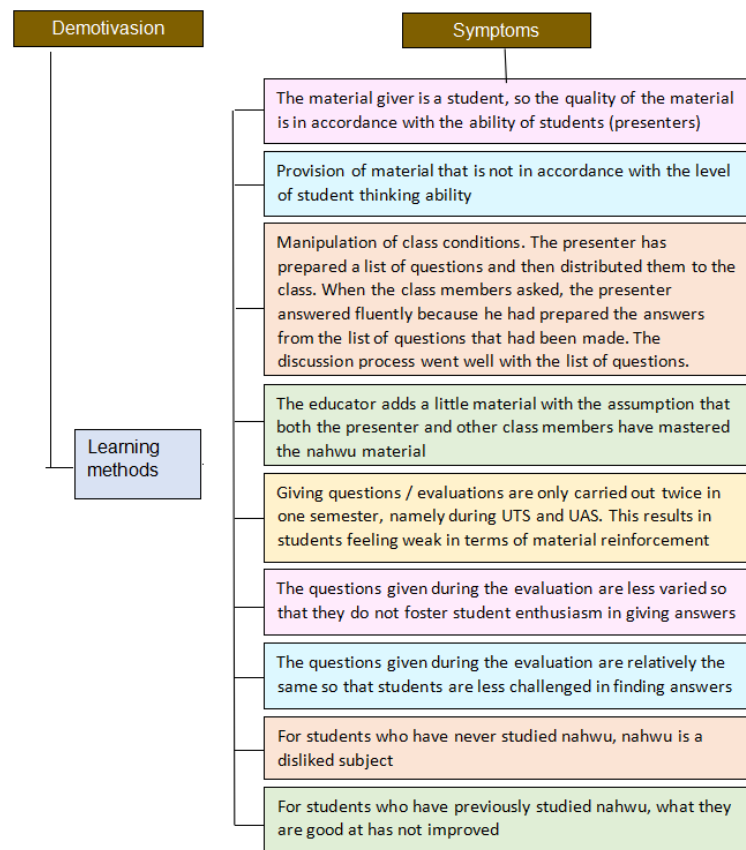 Demotivasion
Symptoms
The material giver is a student, so the quality of the material
is in accordance with the ability of students (presenters)
Provision of material that is not in accordance with the level
of student thinking ability
Manipulation of class conditions. The presenter has
prepared a list of questions and then distributed them to the
class. When the class members asked, the presenter
answered fluently because he had prepared the answers
from the list of questions that had been made. The
discussion process went well with the list of questions.
The educator adds a little material with the assumption that
both the presenter and other class members have mastered
the nahwu material
Learning
methods
Giving questions / evaluations are only carried out twice in
one semester, namely during UTS and UAS. This results in
students feeling weak in terms of material reinforcement
The questions given during the evaluation are less varied so
that they do not foster student enthusiasm in giving answers
The questions given during the evaluation are relatively the
same so that students are less challenged in finding answers
For students who have never studied nahwu, nahwu is a
disliked subject
For students who have previously studied nahwu, what they
are good at has not improved